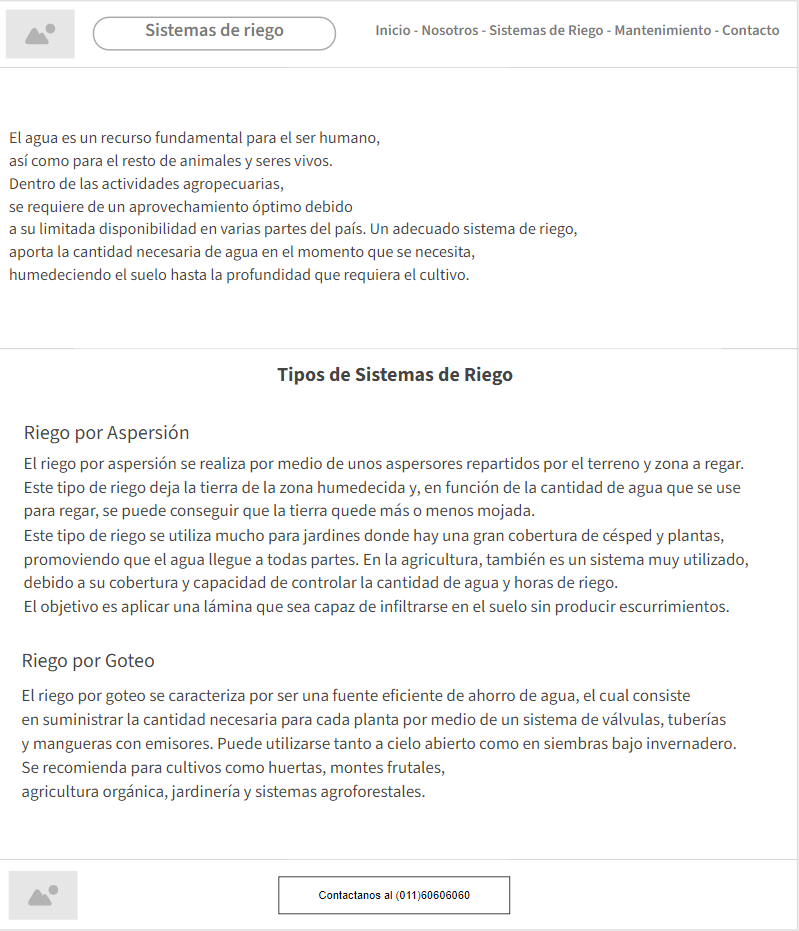 Sistemas de riego
Inicio - Nosotros - Sistemas de Riego - Mantenimiento - Contacto
El agua es un recurso fundamental para el ser humano,
así como para el resto de animales y seres vivos.
Dentro de las actividades agropecuarias,
se requiere de un aprovechamiento óptimo debido
a su limitada disponibilidad en varias partes del país. Un adecuado sistema de riego,
aporta la cantidad necesaria de agua en el momento que se necesita,
humedeciendo el suelo hasta la profundidad que requiera el cultivo.
Tipos de Sistemas de Riego
Riego por Aspersión
El riego por aspersión se realiza por medio de unos aspersores repartidos por el terreno y zona a regar.
Este tipo de riego deja la tierra de la zona humedecida y, en función de la cantidad de agua que se use
para regar, se puede conseguir que la tierra quede más o menos mojada.
Este tipo de riego se utiliza mucho para jardines donde hay una gran cobertura de césped y plantas,
promoviendo que el agua llegue a todas partes. En la agricultura, también es un sistema muy utilizado,
debido a su cobertura y capacidad de controlar la cantidad de agua y horas de riego.
El objetivo es aplicar una lámina que sea capaz de infiltrarse en el suelo sin producir escurrimientos.
Riego por Goteo
El riego por goteo se caracteriza por ser una fuente eficiente de ahorro de agua, el cual consiste
en suministrar la cantidad necesaria para cada planta por medio de un sistema de válvulas, tuberías
y mangueras con emisores. Puede utilizarse tanto a cielo abierto como en siembras bajo invernadero.
Se recomienda para cultivos como huertas, montes frutales,
agricultura orgánica, jardinería y sistemas agroforestales.
Contactanos al (011)60606060